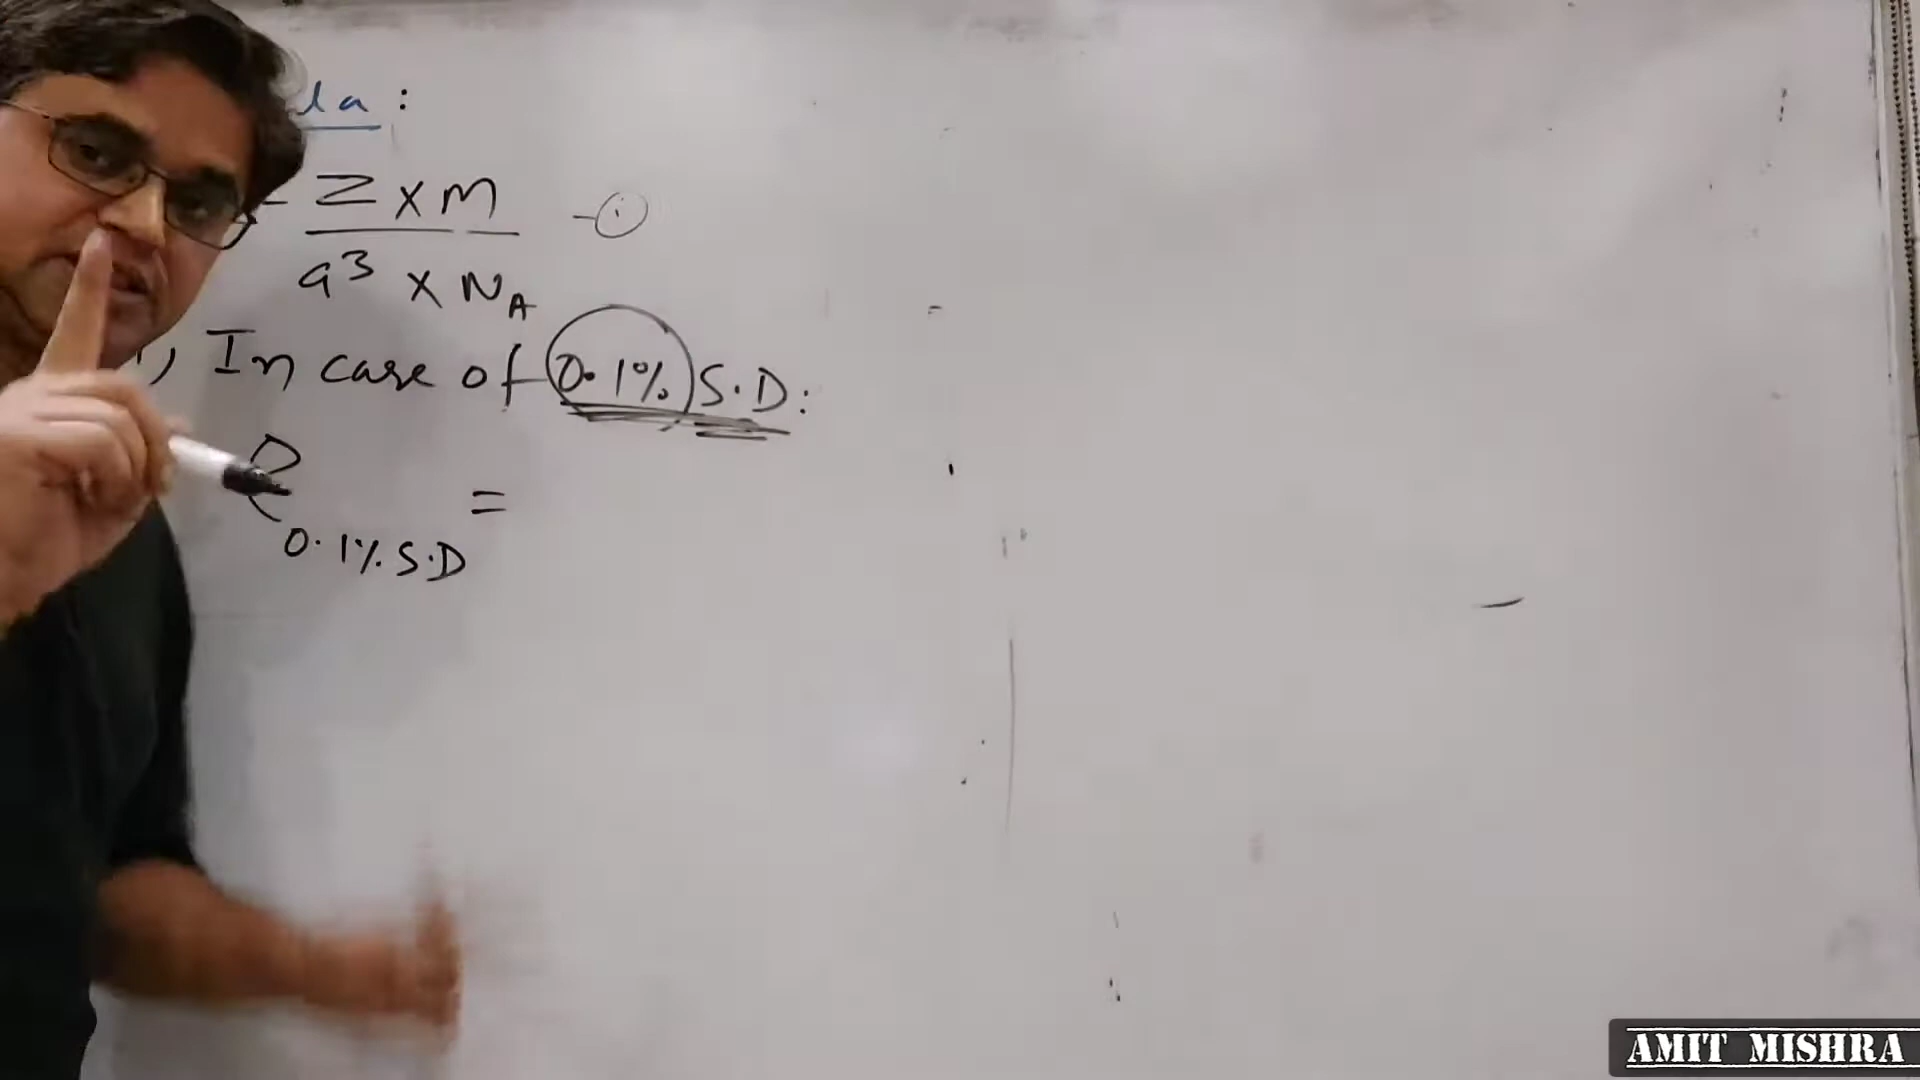 la :
Z × M
a³ × N_A
In case of 0.1% S.D:
ρ 0.1% S.D =
AMIT MISHRA